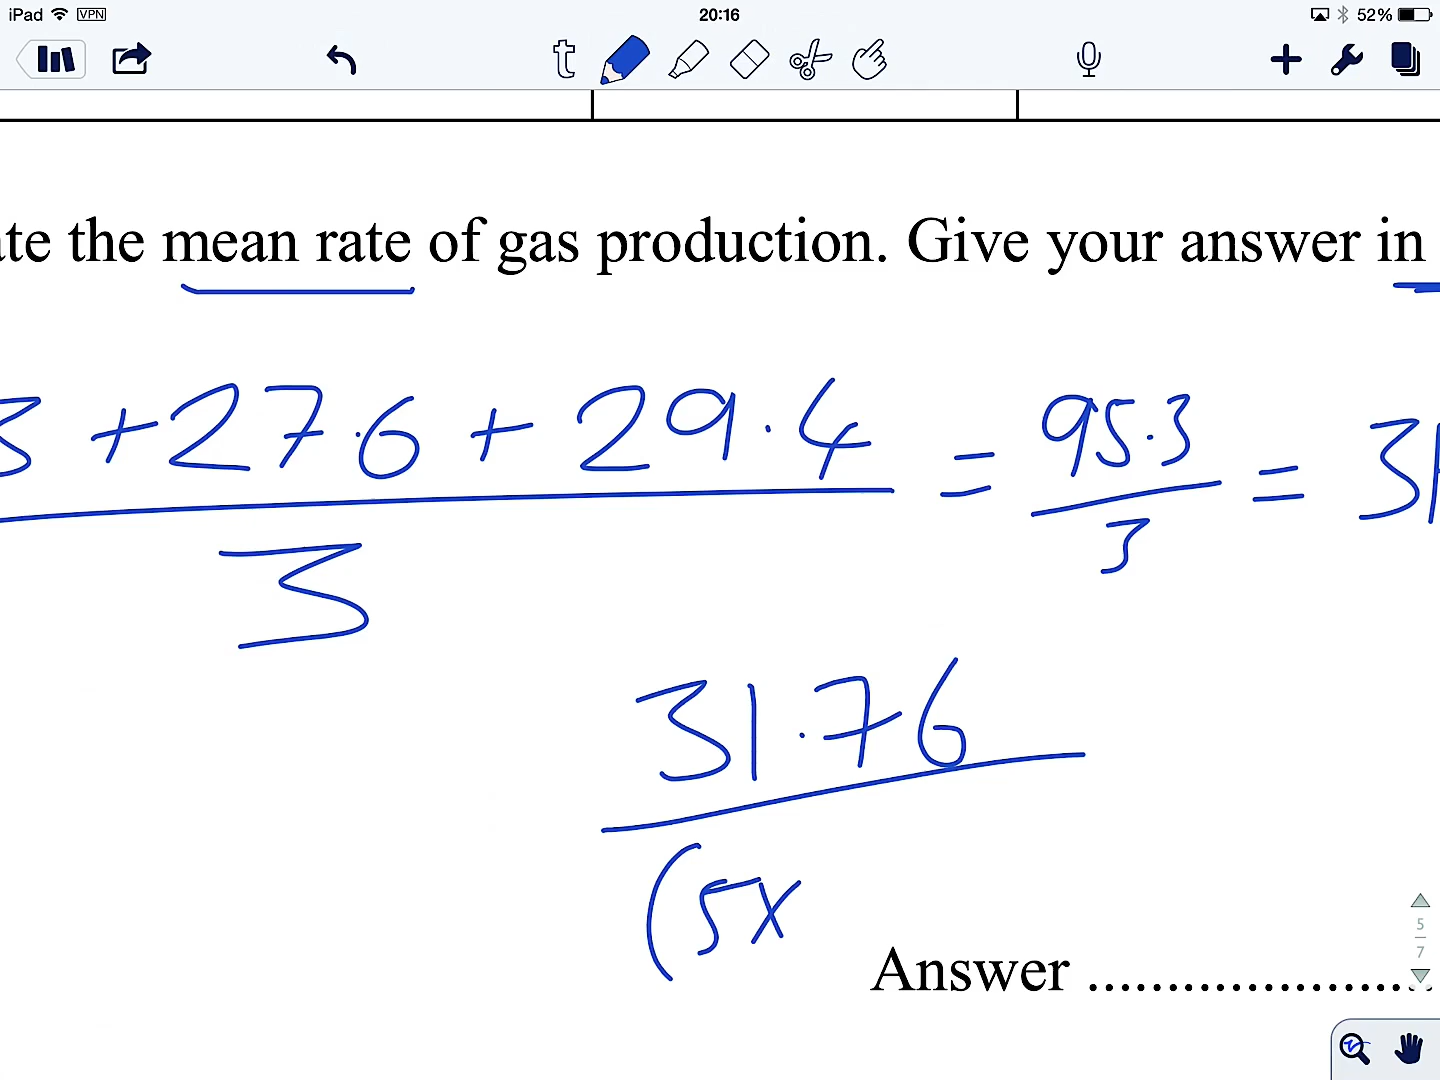 iPad VPN 20:16 52%
t
ate the mean rate of gas production. Give your answer in
3 + 27.6 + 29.4 = 95.3 = 31
3 3
31.76
(5x
5
7
Answer ......................